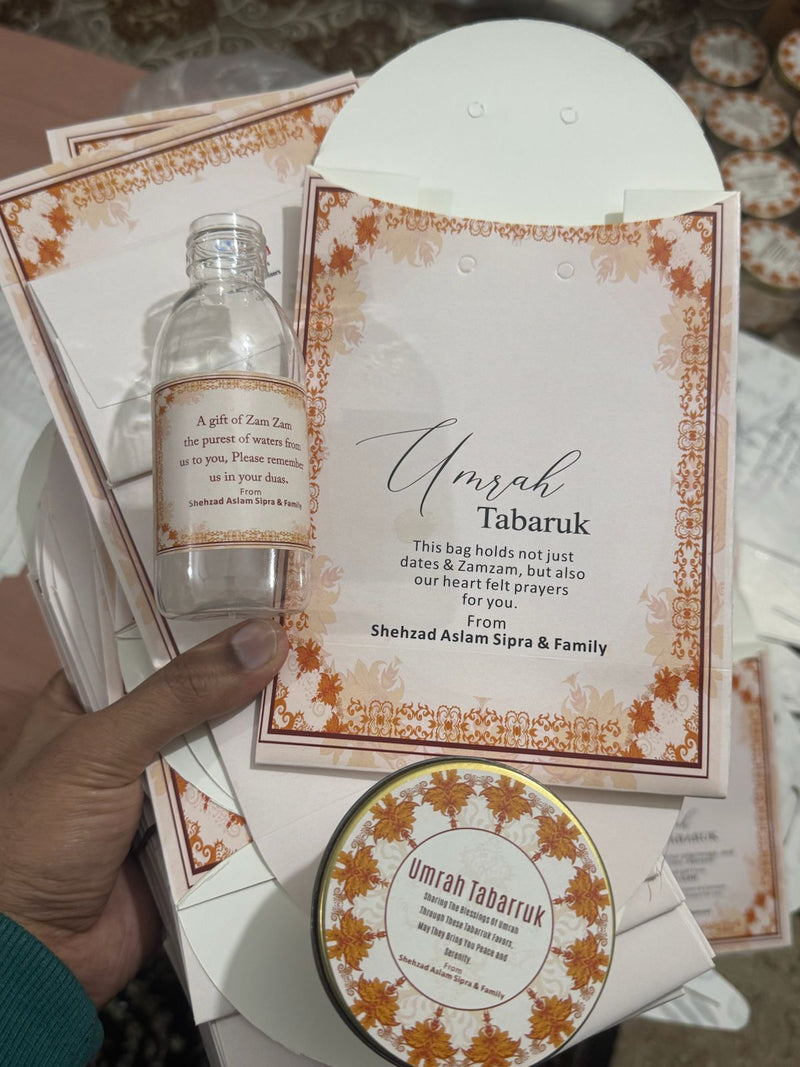 A gift of Zam Zam
the purest of waters from
us to you, Please remember
us in your duas.
From
Shehzad Aslam Sipra & Family
Umrah
Tabaruk
This bag holds not just
dates & Zamzam, but also
our heart felt prayers
for you.
From
Shehzad Aslam Sipra & Family
Umrah Tabarruk
Sharing The Blessings Of Umrah
Through These Tabarruk Favors,
May They Bring You Peace and
Serenity.
From
Shehzad Aslam Sipra & Family